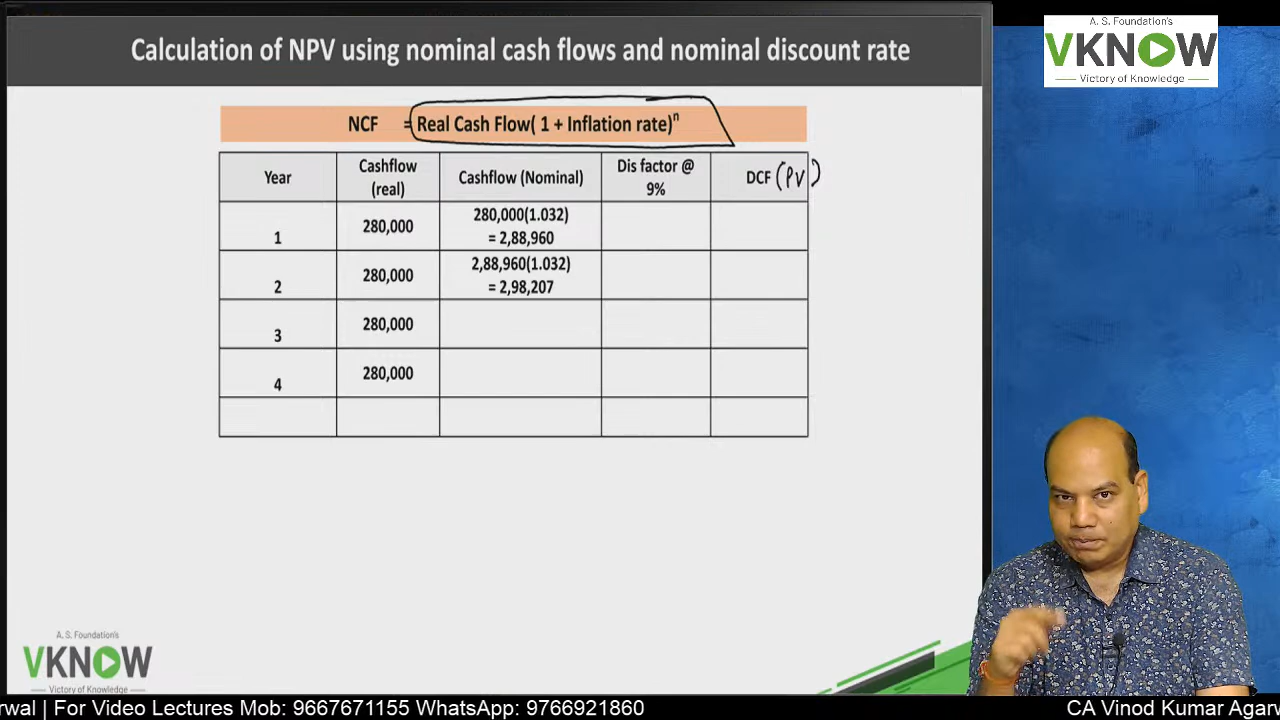 Calculation of NPV using nominal cash flows and nominal discount rate
A. S. Foundation's
VKNOW
Victory of Knowledge
NCF = Real Cash Flow( 1 + Inflation rate)ⁿ
Year Cashflow (real) Cashflow (Nominal) Dis factor @ 9% DCF (PV)
1 280,000 280,000(1.032) = 2,88,960
2 280,000 2,88,960(1.032) = 2,98,207
3 280,000
4 280,000
A. S. Foundation's
VKNOW
Victory of Knowledge
rwal | For Video Lectures Mob: 9667671155 WhatsApp: 9766921860 CA Vinod Kumar Agarv